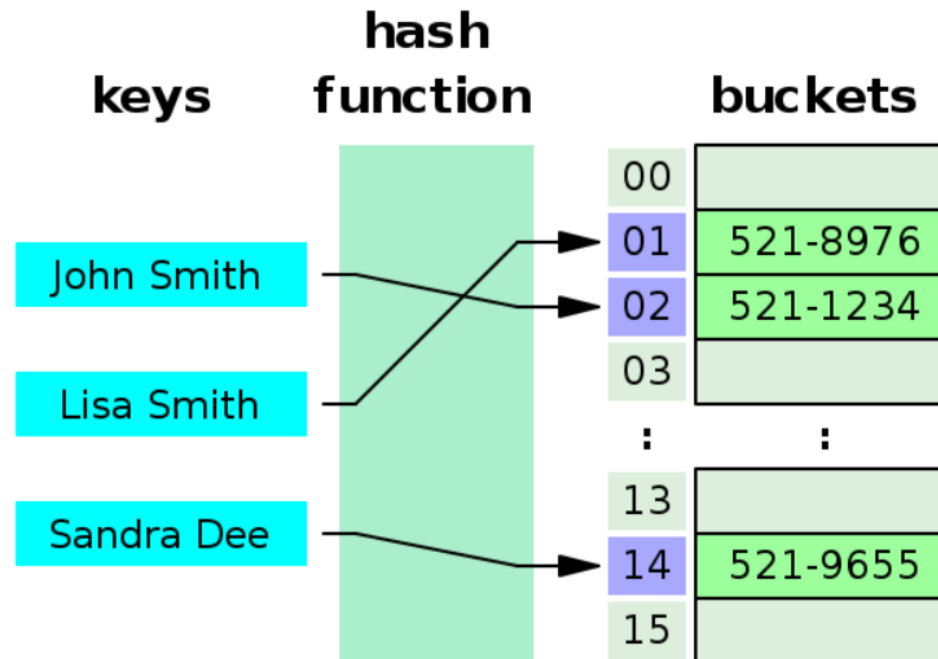 hash
keys function buckets
00
01 521-8976
John Smith
02 521-1234
03
Lisa Smith
: :
13
Sandra Dee
14 521-9655
15